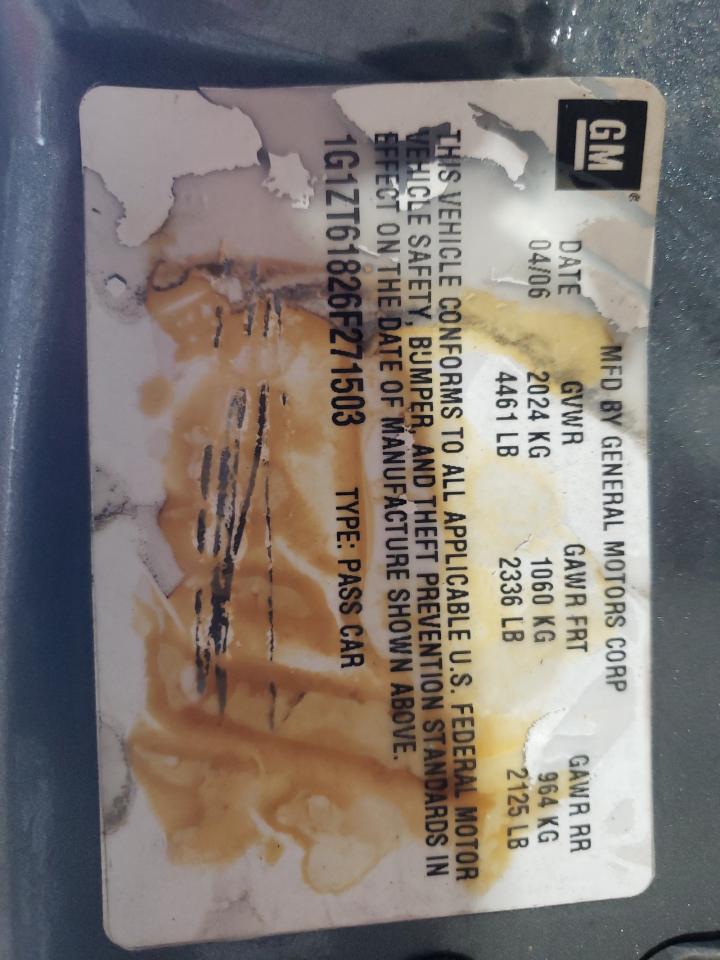 GM®
MFD BY GENERAL MOTORS CORP
DATE GVWR GAWR FRT GAWR RR
04/06 2024 KG 1060 KG 964 KG
4461 LB 2336 LB 2125 LB
THIS VEHICLE CONFORMS TO ALL APPLICABLE U.S. FEDERAL MOTOR
VEHICLE SAFETY, BUMPER, AND THEFT PREVENTION STANDARDS IN
EFFECT ON THE DATE OF MANUFACTURE SHOWN ABOVE.
1G1ZT61826F271503 TYPE: PASS CAR